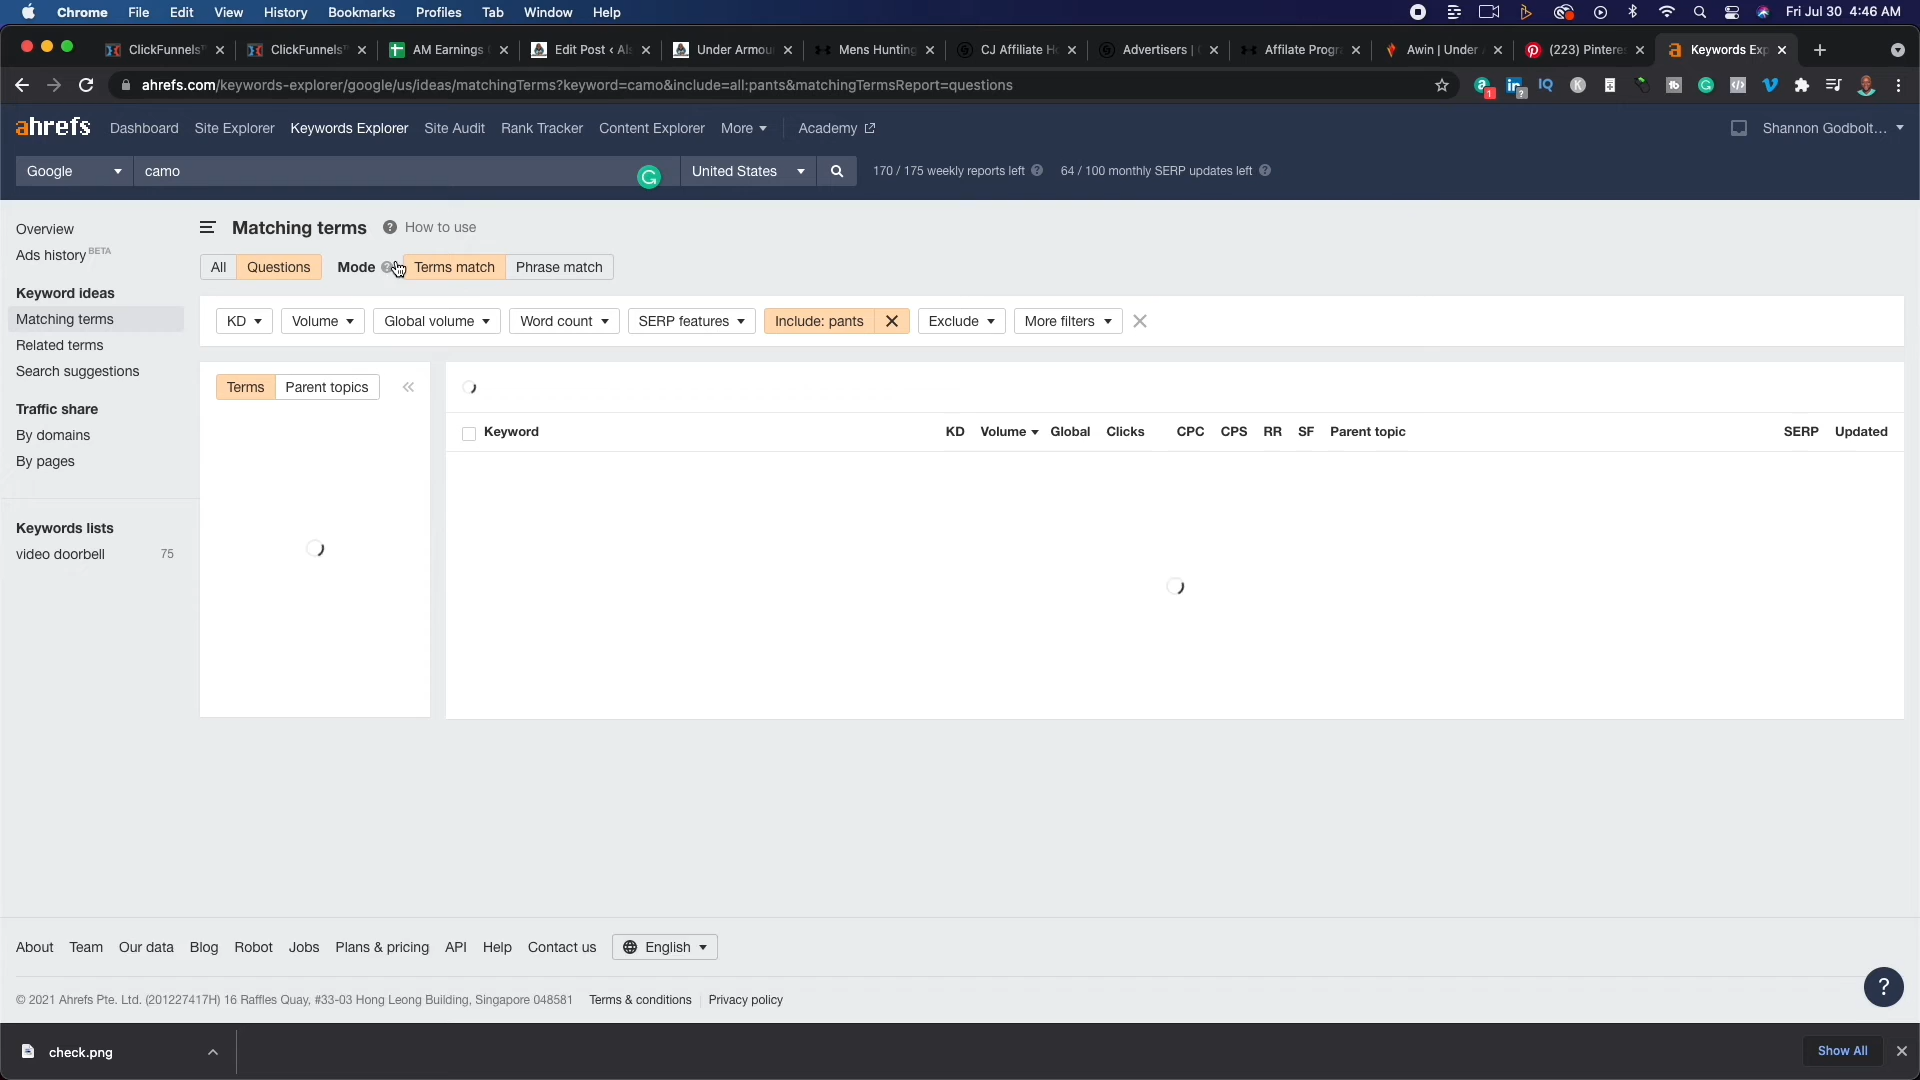 Chrome File Edit View History Bookmarks Profiles Tab Window Help Fri Jul 30 4:46 AM
ClickFunnels ClickFunnels AM Earnings Edit Post ‹ Al Under Armou Mens Hunting CJ Affiliate H Advertisers | Affilate Progr Awin | Under (223) Pintere Keywords Exp
ahrefs.com/keywords-explorer/google/us/ideas/matchingTerms?keyword=camo&include=all:pants&matchingTermsReport=questions
ahrefs Dashboard Site Explorer Keywords Explorer Site Audit Rank Tracker Content Explorer More Academy Shannon Godbolt...
Google camo United States 170 / 175 weekly reports left 64 / 100 monthly SERP updates left
Overview
Ads history BETA
Keyword ideas
Matching terms
Related terms
Search suggestions
Traffic share
By domains
By pages
Keywords lists
video doorbell 75
Matching terms How to use
All Questions Mode Terms match Phrase match
KD Volume Global volume Word count SERP features Include: pants Exclude More filters
Terms Parent topics
Keyword KD Volume Global Clicks CPC CPS RR SF Parent topic SERP Updated
About Team Our data Blog Robot Jobs Plans & pricing API Help Contact us English
© 2021 Ahrefs Pte. Ltd. (201227417H) 16 Raffles Quay, #33-03 Hong Leong Building, Singapore 048581 Terms & conditions Privacy policy
?
check.png Show All